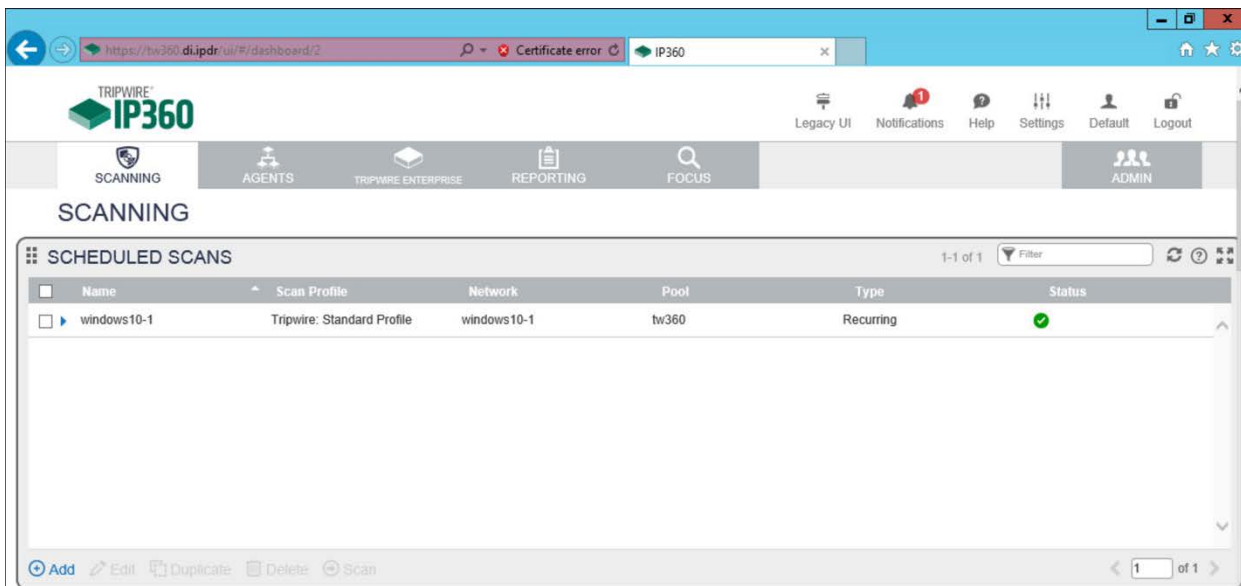 https://tw360.di.ipdr/ui/#/dashboard/2 Certificate error IP360
TRIPWIRE
IP360
Legacy UI Notifications 1 Help Settings Default Logout
SCANNING AGENTS TRIPWIRE ENTERPRISE REPORTING FOCUS ADMIN
SCANNING
SCHEDULED SCANS 1-1 of 1 Filter
Name Scan Profile Network Pool Type Status
windows10-1 Tripwire: Standard Profile windows10-1 tw360 Recurring
Add Edit Duplicate Delete Scan 1 of 1